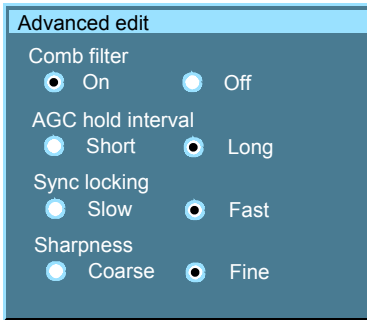 Advanced edit
Comb filter
On Off
AGC hold interval
Short Long
Sync locking
Slow Fast
Sharpness
Coarse Fine